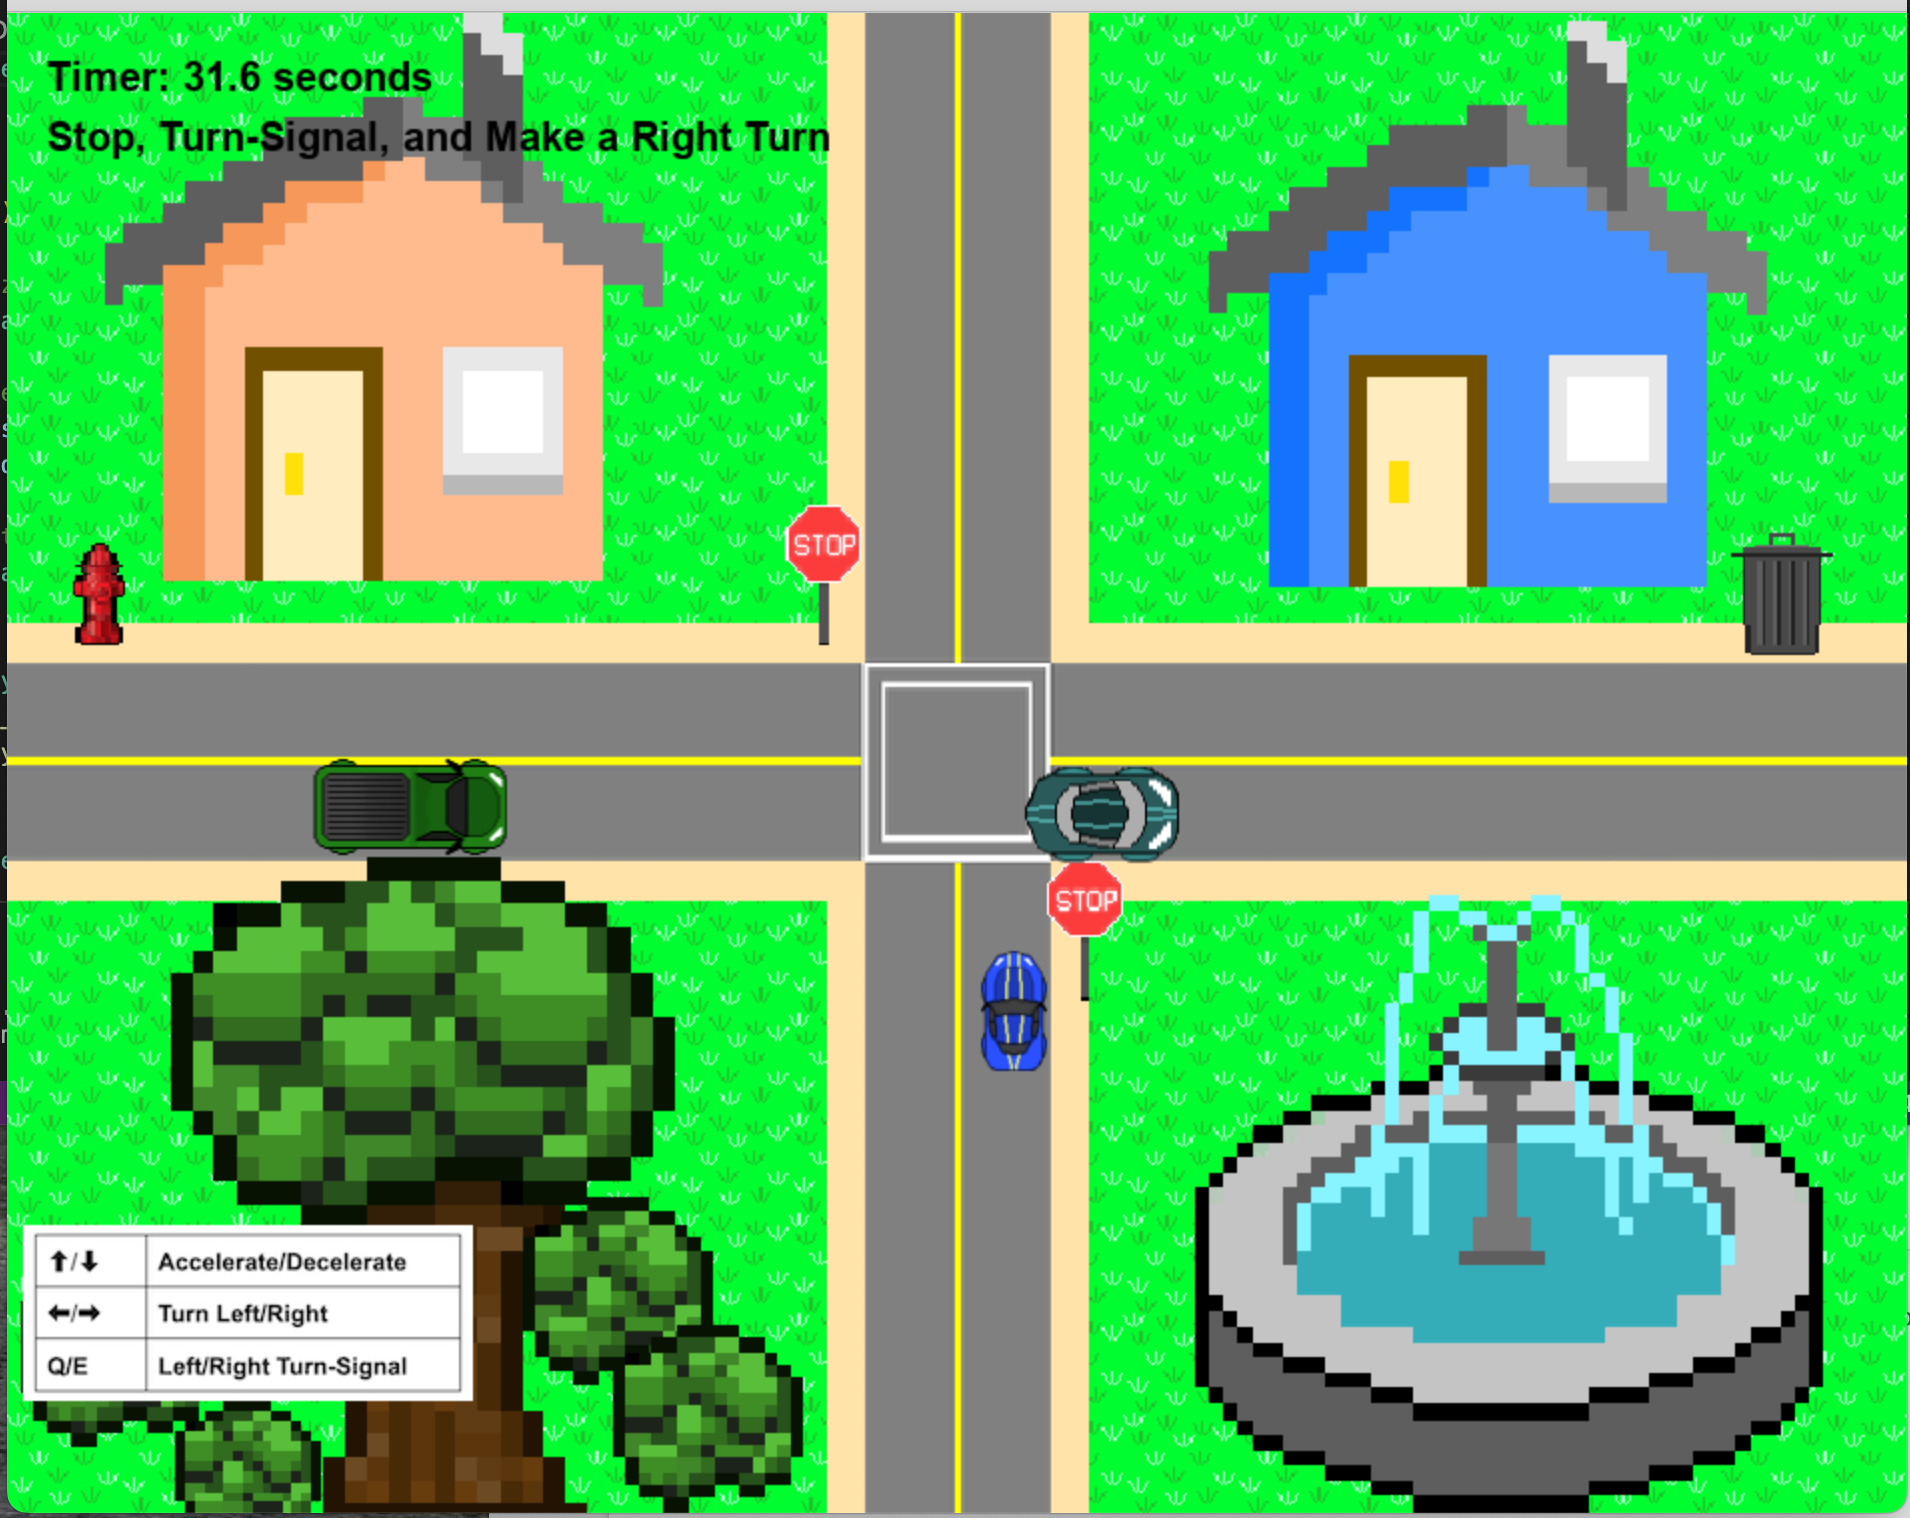 Timer: 31.6 seconds
Stop, Turn-Signal, and Make a Right Turn
STOP
STOP
↑/↓ Accelerate/Decelerate
←/→ Turn Left/Right
Q/E Left/Right Turn-Signal